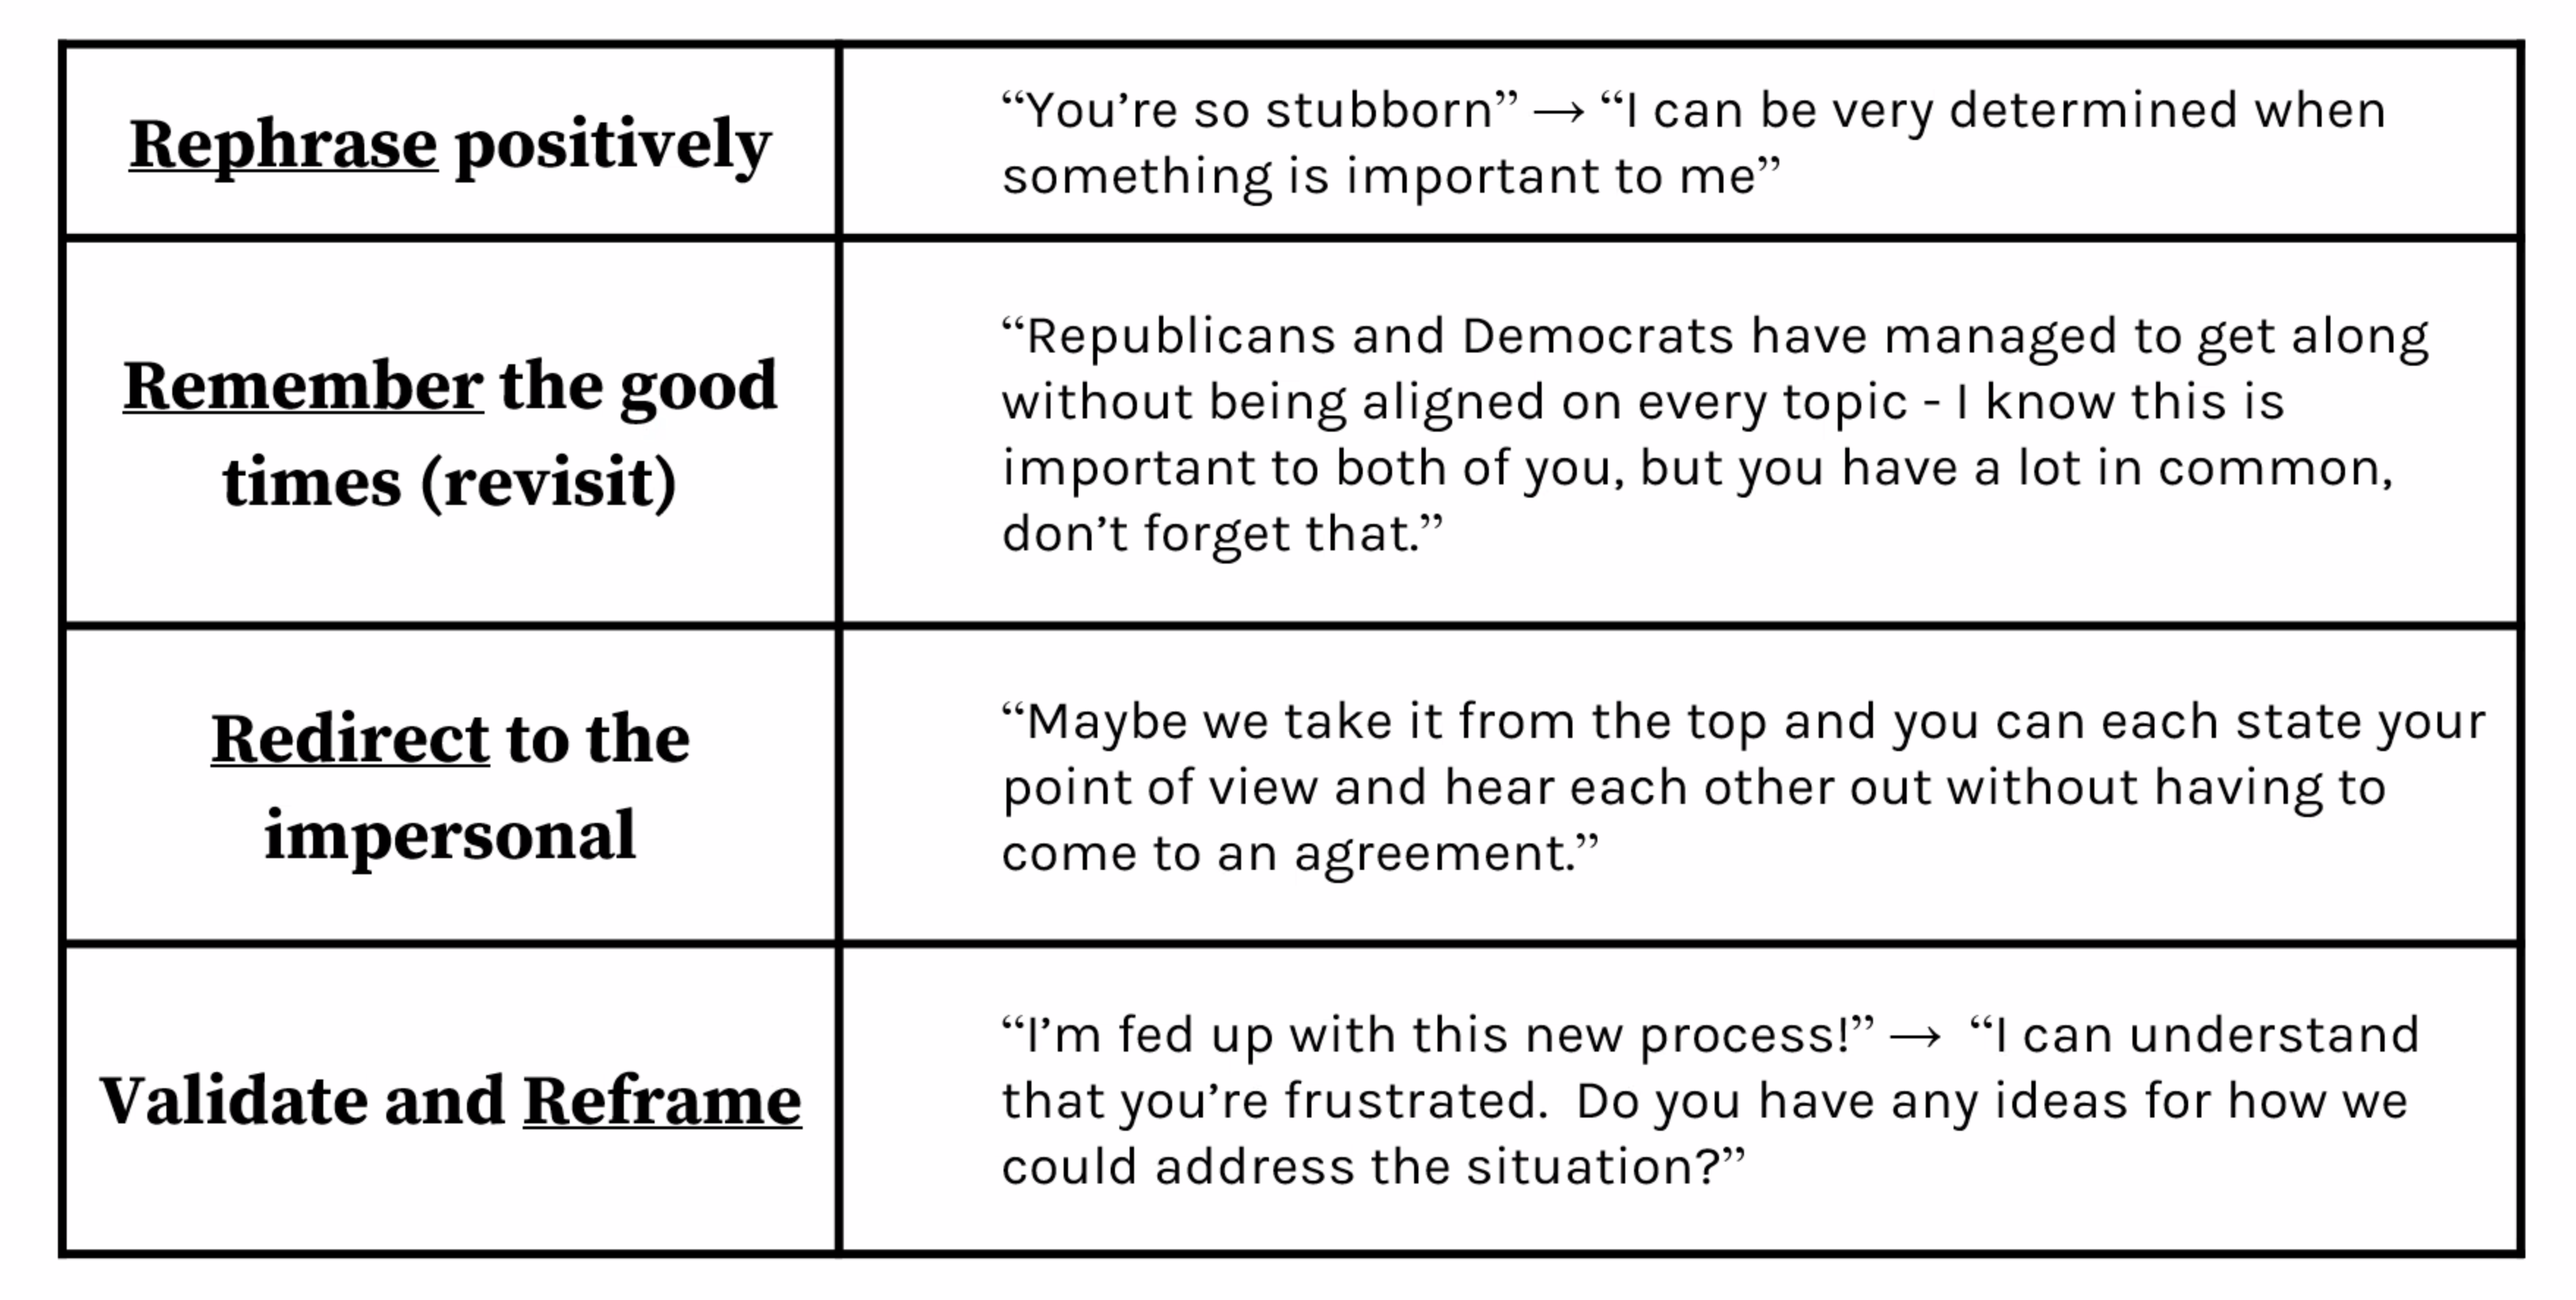 Rephrase positively
“You’re so stubborn” → “I can be very determined when
something is important to me”
Remember the good
times (revisit)
“Republicans and Democrats have managed to get along
without being aligned on every topic - I know this is
important to both of you, but you have a lot in common,
don’t forget that.”
Redirect to the
impersonal
“Maybe we take it from the top and you can each state your
point of view and hear each other out without having to
come to an agreement.”
Validate and Reframe
“I’m fed up with this new process!” → “I can understand
that you’re frustrated.  Do you have any ideas for how we
could address the situation?”